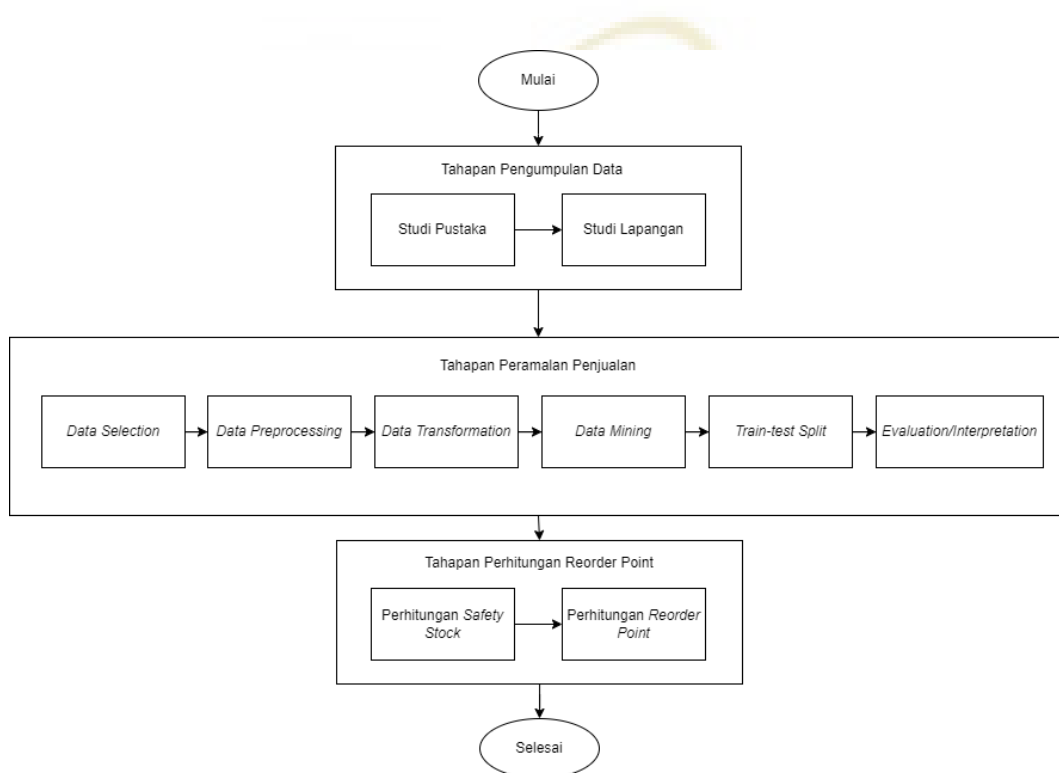 Mulai
Tahapan Pengumpulan Data
Studi Pustaka
Studi Lapangan
Tahapan Peramalan Penjualan
Data Selection
Data Preprocessing
Data Transformation
Data Mining
Train-test Split
Evaluation/Interpretation
Tahapan Perhitungan Reorder Point
Perhitungan Safety
Stock
Perhitungan Reorder
Point
Selesai